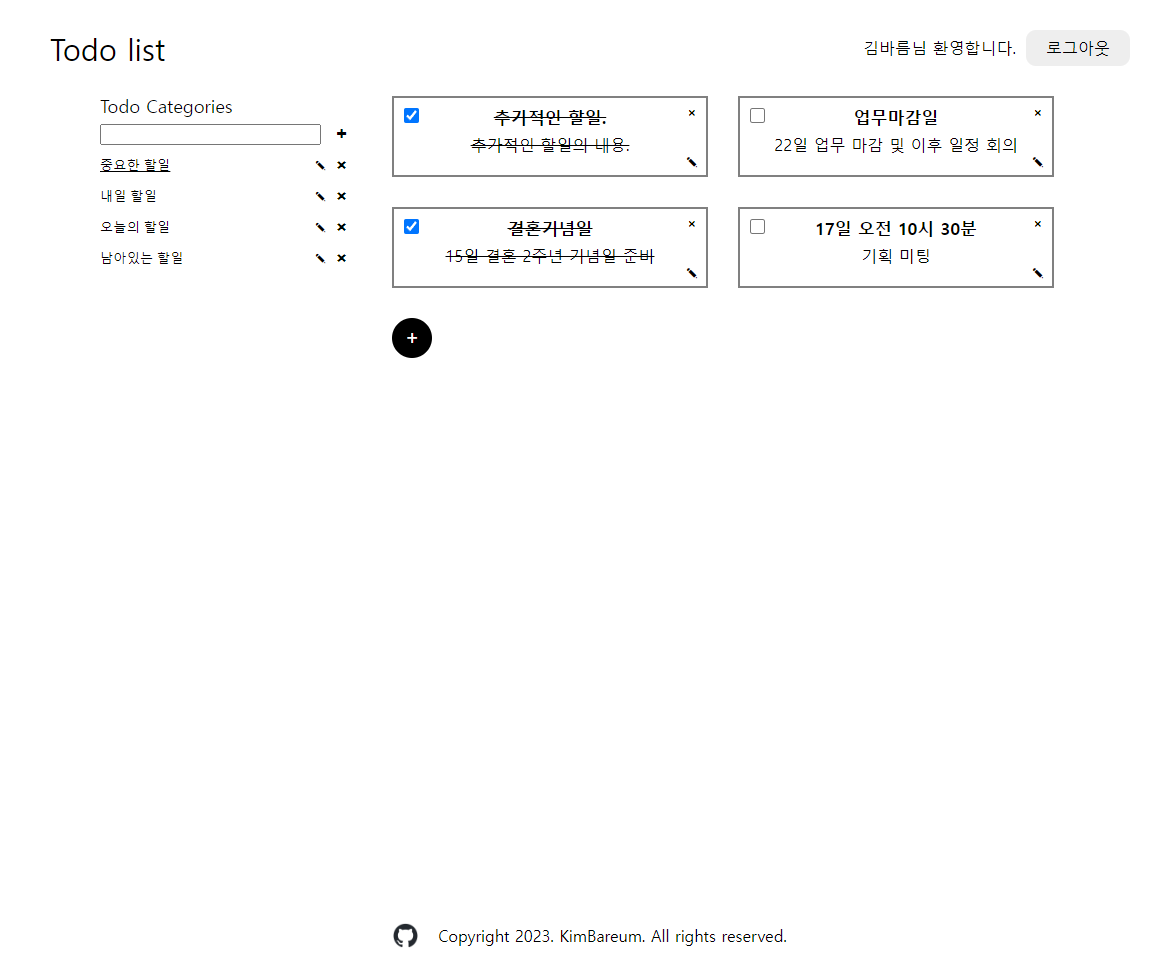 Todo list
김바름님 환영합니다.
로그아웃
Todo Categories
중요한 할일
내일 할일
오늘의 할일
남아있는 할일
추가적인 할일.
추가적인 할일의 내용.
업무마감일
22일 업무 마감 및 이후 일정 회의
결혼기념일
15일 결혼 2주년 기념일 준비
17일 오전 10시 30분
기획 미팅
Copyright 2023. KimBareum. All rights reserved.